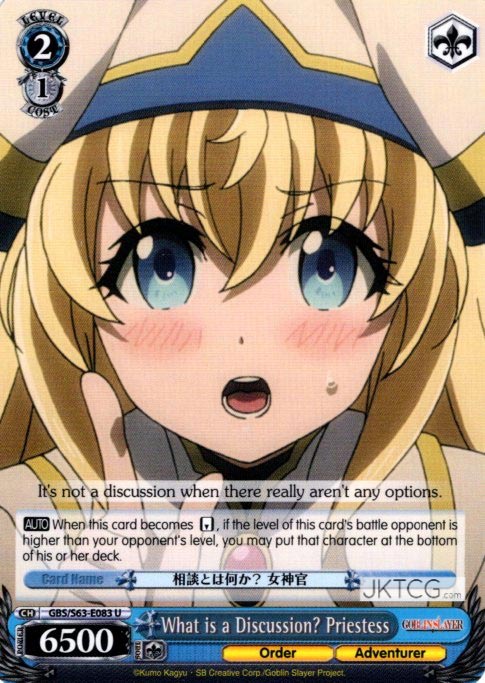 LEVEL
2
1
COST
It's not a discussion when there really aren't any options.
AUTO When this card becomes , if the level of this card's battle opponent is
higher than your opponent's level, you may put that character at the bottom
of his or her deck.
Card Name 相談とは何か? 女神官
JKTCG.com
CH GBS/S63-E083 U
POWER 6500 SOUL What is a Discussion? Priestess GOBLIN SLAYER
Order Adventurer
©Kumo Kagyu・SB Creative Corp./Goblin Slayer Project.